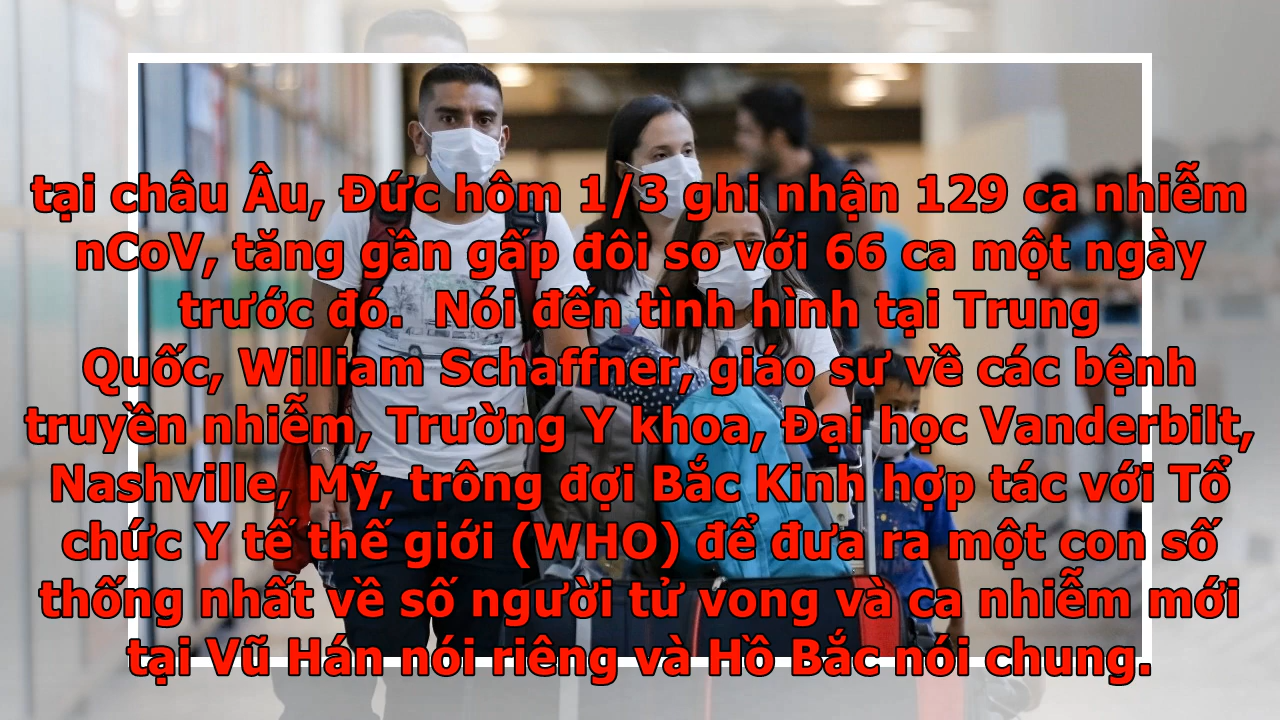 tại châu Âu, Đức hôm 1/3 ghi nhận 129 ca nhiễm
nCoV, tăng gần gấp đôi so với 66 ca một ngày
trước đó.  Nói đến tình hình tại Trung
Quốc, William Schaffner, giáo sư về các bệnh
truyền nhiễm, Trường Y khoa, Đại học Vanderbilt,
Nashville, Mỹ, trông đợi Bắc Kinh hợp tác với Tổ
chức Y tế thế giới (WHO) để đưa ra một con số
thống nhất về số người tử vong và ca nhiễm mới
tại Vũ Hán nói riêng và Hồ Bắc nói chung.